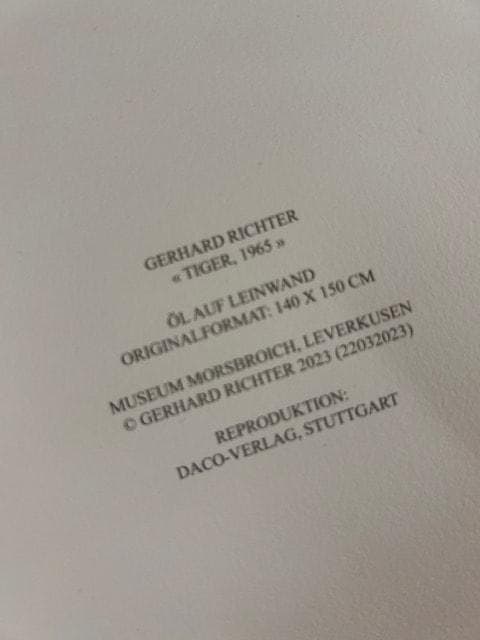 GERHARD RICHTER
« TIGER, 1965 »
ÖL AUF LEINWAND
ORIGINALFORMAT: 140 X 150 CM
MUSEUM MORSBROICH, LEVERKUSEN
© GERHARD RICHTER 2023 (22032023)
REPRODUKTION:
DACO-VERLAG, STUTTGART